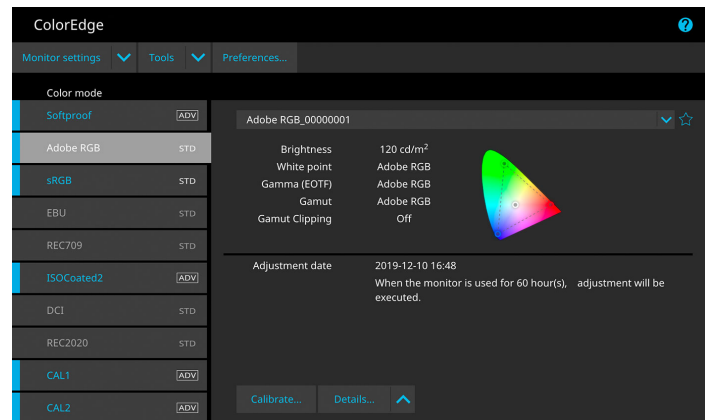 ColorEdge
?
Monitor settings Tools Preferences...
Color mode
Softproof ADV
Adobe RGB STD
sRGB STD
EBU STD
REC709 STD
ISOCoated2 ADV
DCI STD
REC2020 STD
CAL1 ADV
CAL2 ADV
Adobe RGB_00000001
Brightness 120 cd/m²
White point Adobe RGB
Gamma (EOTF) Adobe RGB
Gamut Adobe RGB
Gamut Clipping Off
Adjustment date 2019-12-10 16:48
When the monitor is used for 60 hour(s), adjustment will be
executed.
Calibrate... Details...